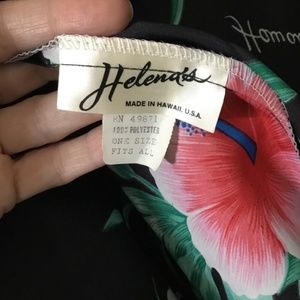 Helena's
MADE IN HAWAII, U.S.A.
RN 49871
100% POLYESTER
ONE SIZE
FITS ALL